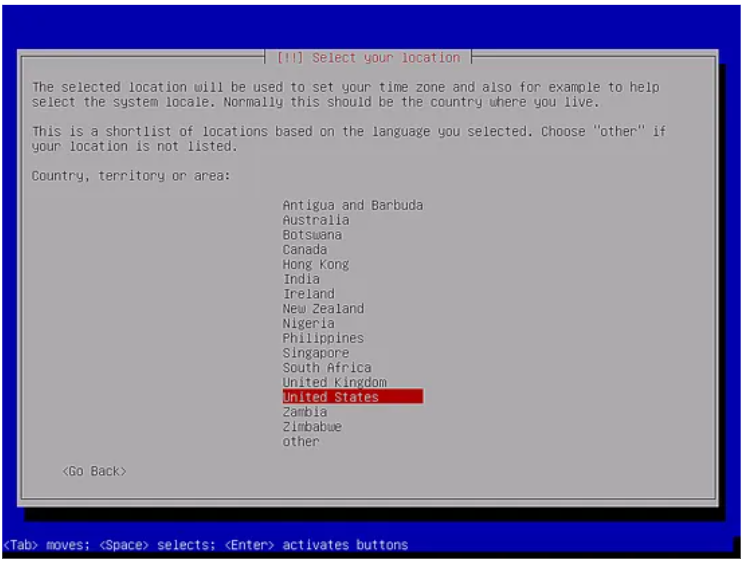 [!!] Select your location
The selected location will be used to set your time zone and also for example to help
select the system locale. Normally this should be the country where you live.
This is a shortlist of locations based on the language you selected. Choose "other" if
your location is not listed.
Country, territory or area:
Antigua and Barbuda
Australia
Botswana
Canada
Hong Kong
India
Ireland
New Zealand
Nigeria
Philippines
Singapore
South Africa
United Kingdom
United States
Zambia
Zimbabwe
other
<Go Back>
<Tab> moves; <Space> selects; <Enter> activates buttons